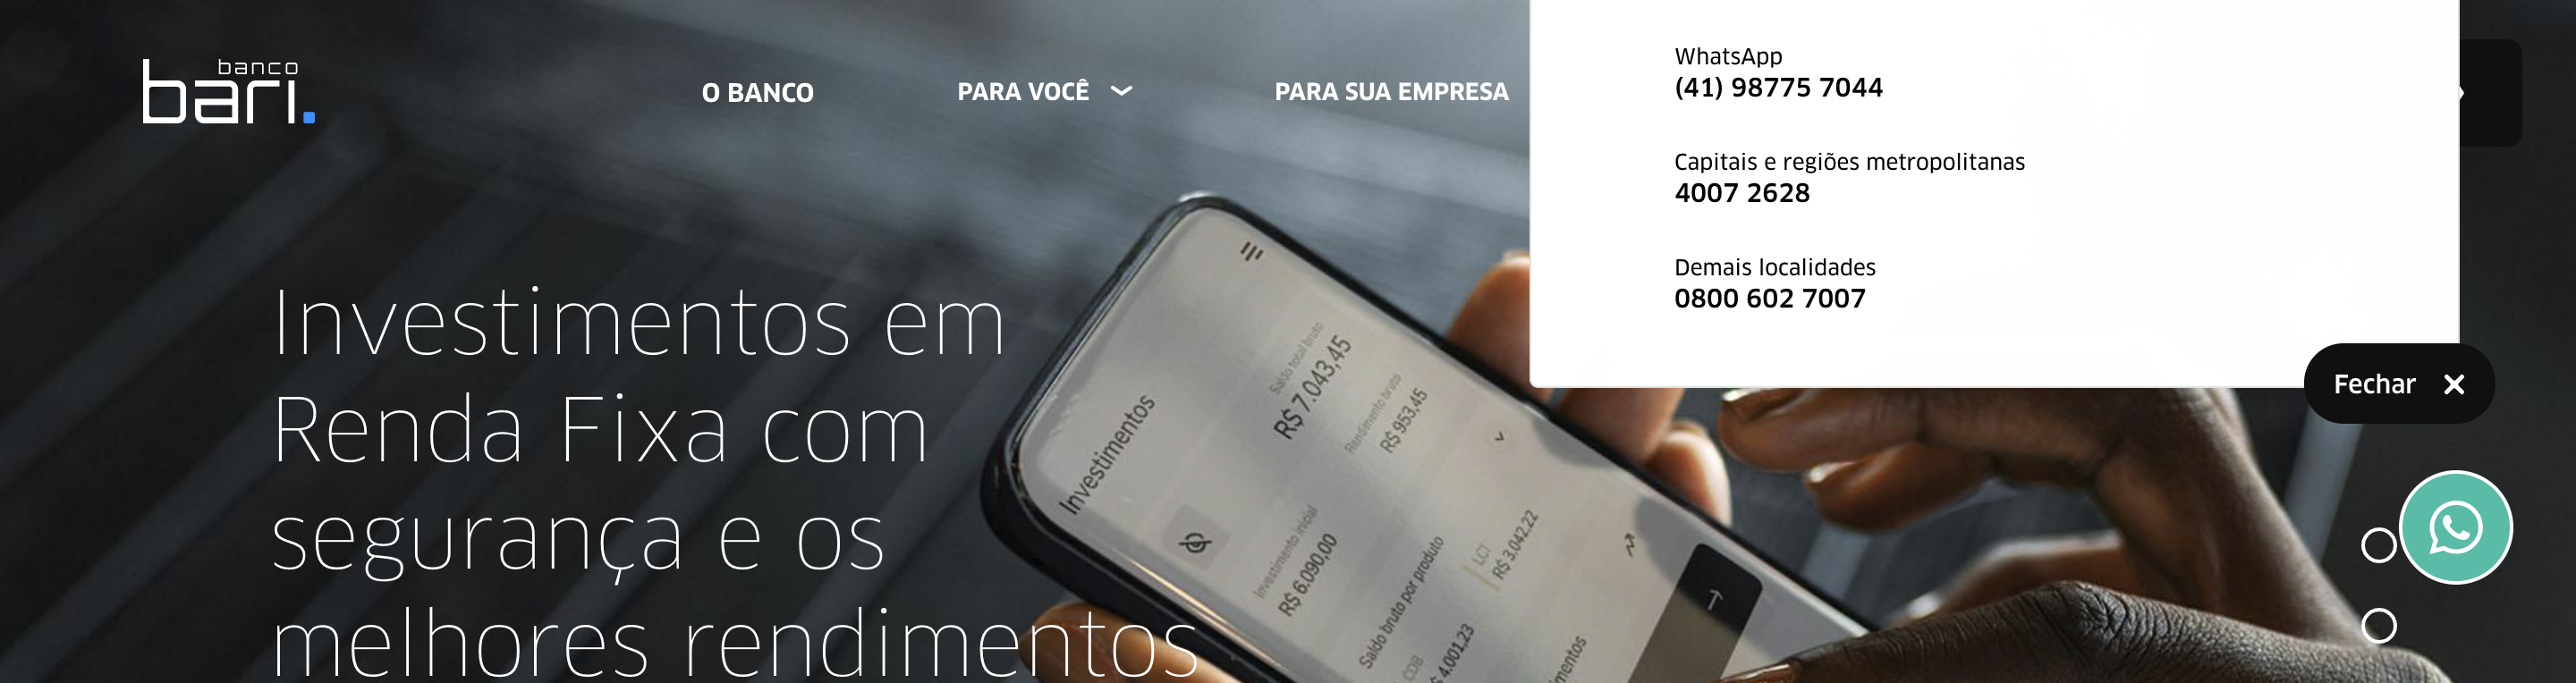 banco
bari.
O BANCO
PARA VOCÊ
PARA SUA EMPRESA
WhatsApp
(41) 98775 7044
Capitais e regiões metropolitanas
4007 2628
Demais localidades
0800 602 7007
Fechar
Investimentos em
Renda Fixa com
segurança e os
melhores rendimentos
Investimentos
Saldo total bruto
R$ 7.043,45
Rendimento bruto
R$ 953,45
Investimento inicial
R$ 6.090,00
Saldo bruto por produto
LCI
R$ 3.042,22
CDB
$ 4.001,23
imentos